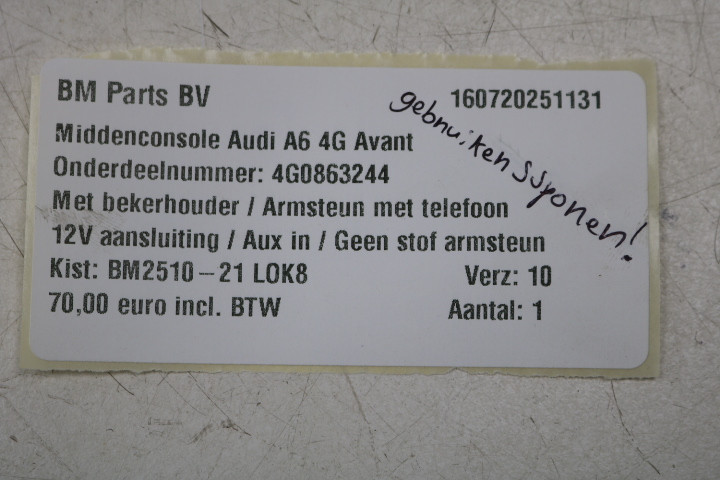 BM Parts BV 160720251131
Middenconsole Audi A6 4G Avant
Onderdeelnummer: 4G0863244
Met bekerhouder / Armsteun met telefoon
12V aansluiting / Aux in / Geen stof armsteun
Kist: BM2510-21 LOK8 Verz: 10
70,00 euro incl. BTW Aantal: 1
gebruiken